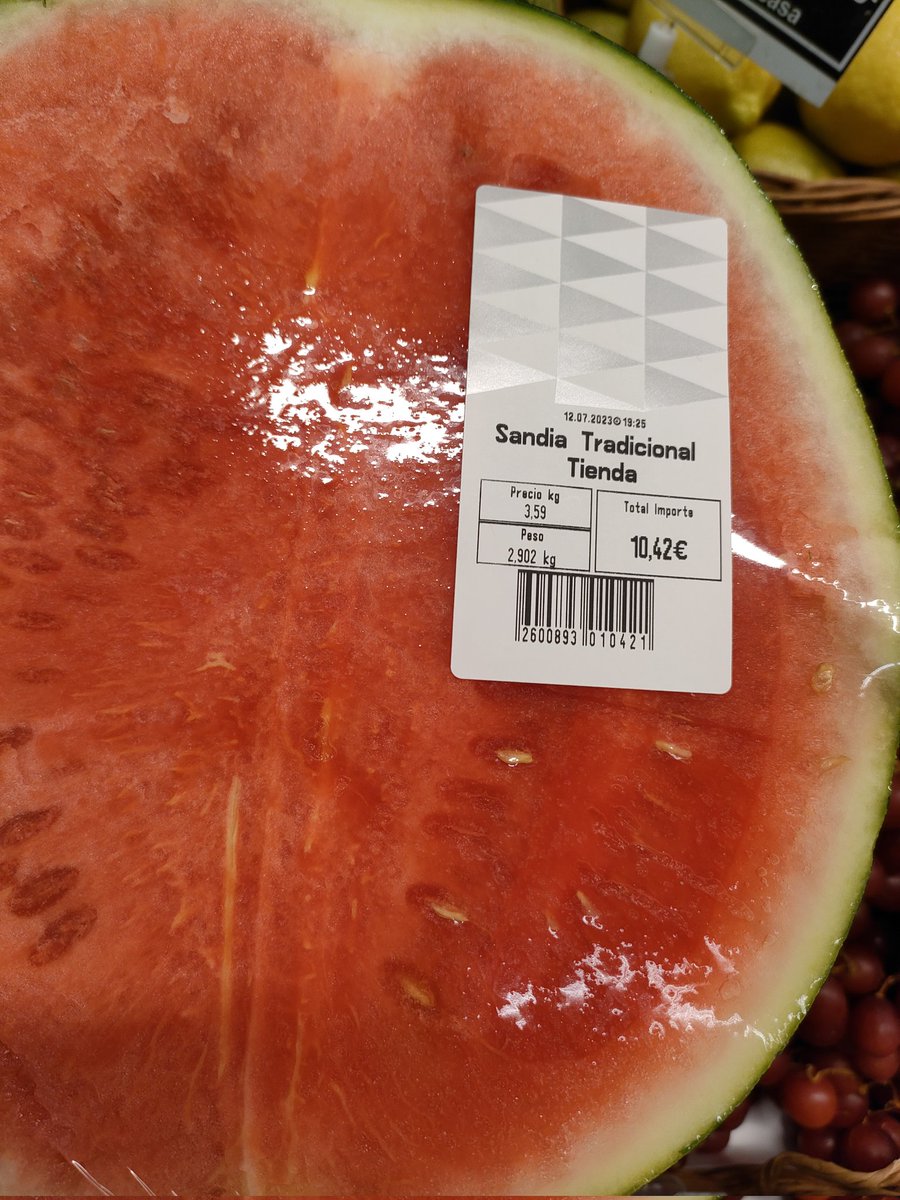 asa
12.07.2023 19:25
Sandia Tradicional
Tienda
Precio kg
3,59
Peso
2,902 kg
Total Importe
10,42€
2600893 010421